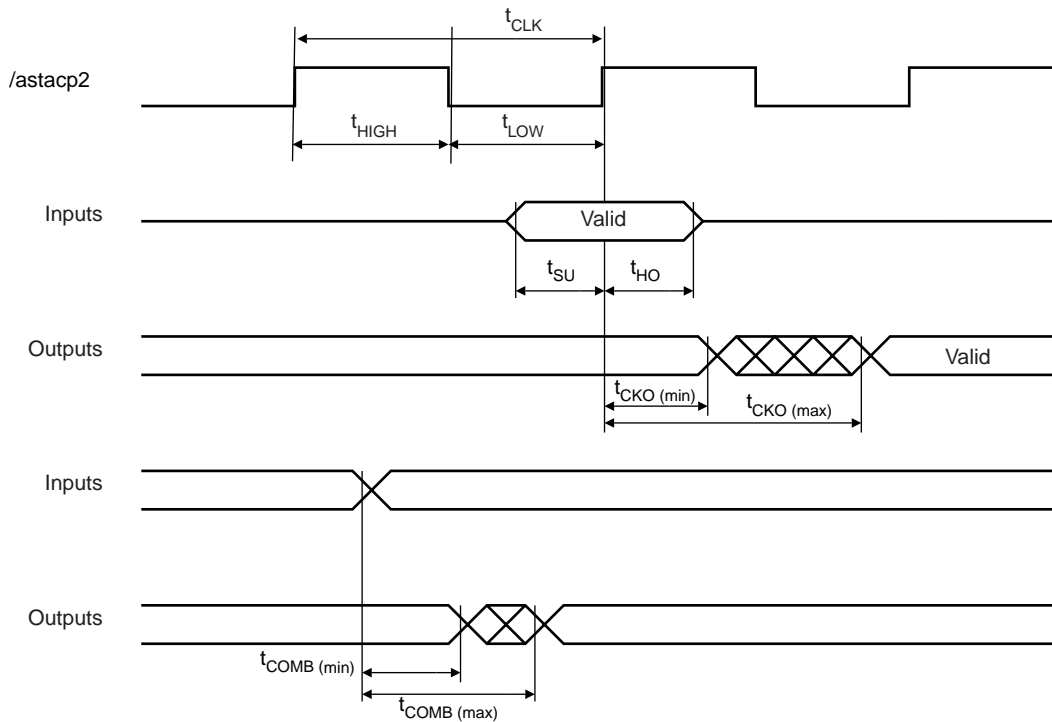 tCLK
/astacp2
tHIGH tLOW
Inputs Valid
tSU tHO
Outputs Valid
tCKO (min)
tCKO (max)
Inputs
Outputs
tCOMB (min)
tCOMB (max)